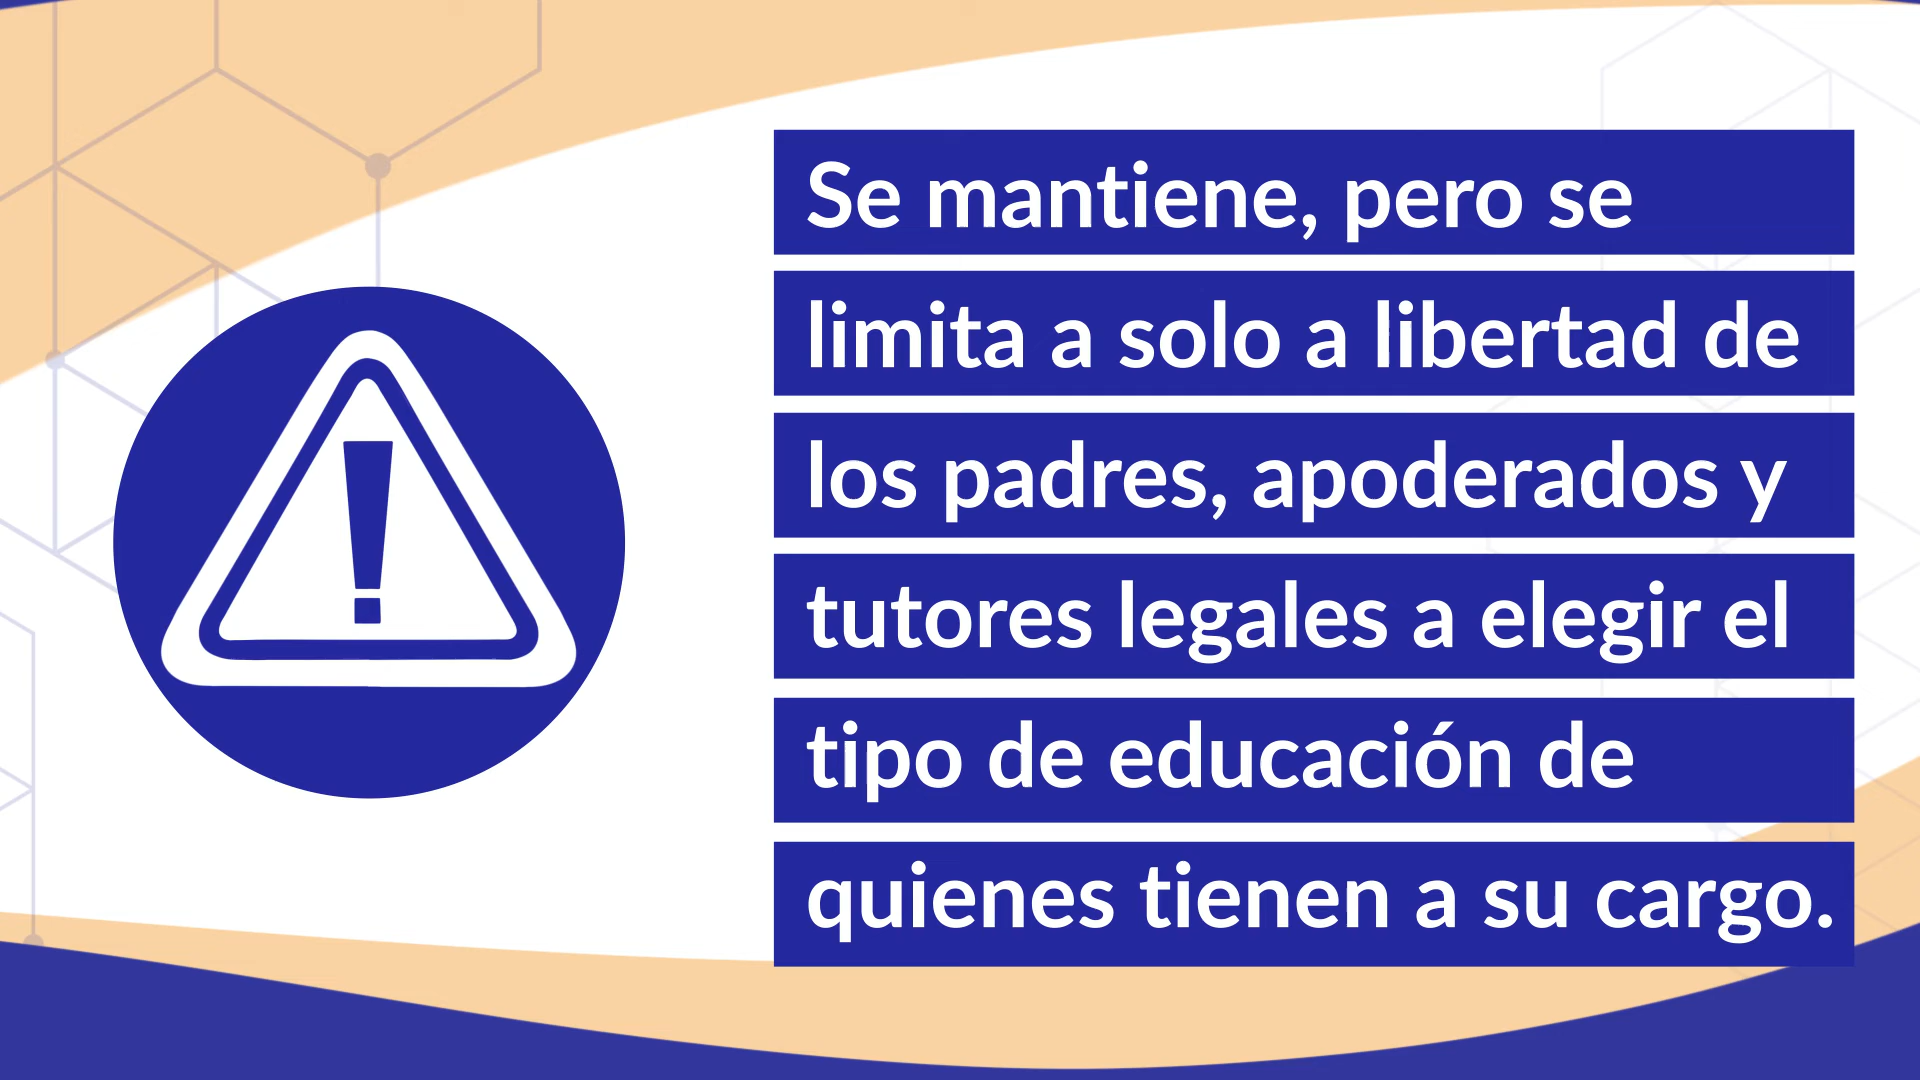 Se mantiene, pero se
limita a solo a libertad de
los padres, apoderados y
tutores legales a elegir el
tipo de educación de
quienes tienen a su cargo.